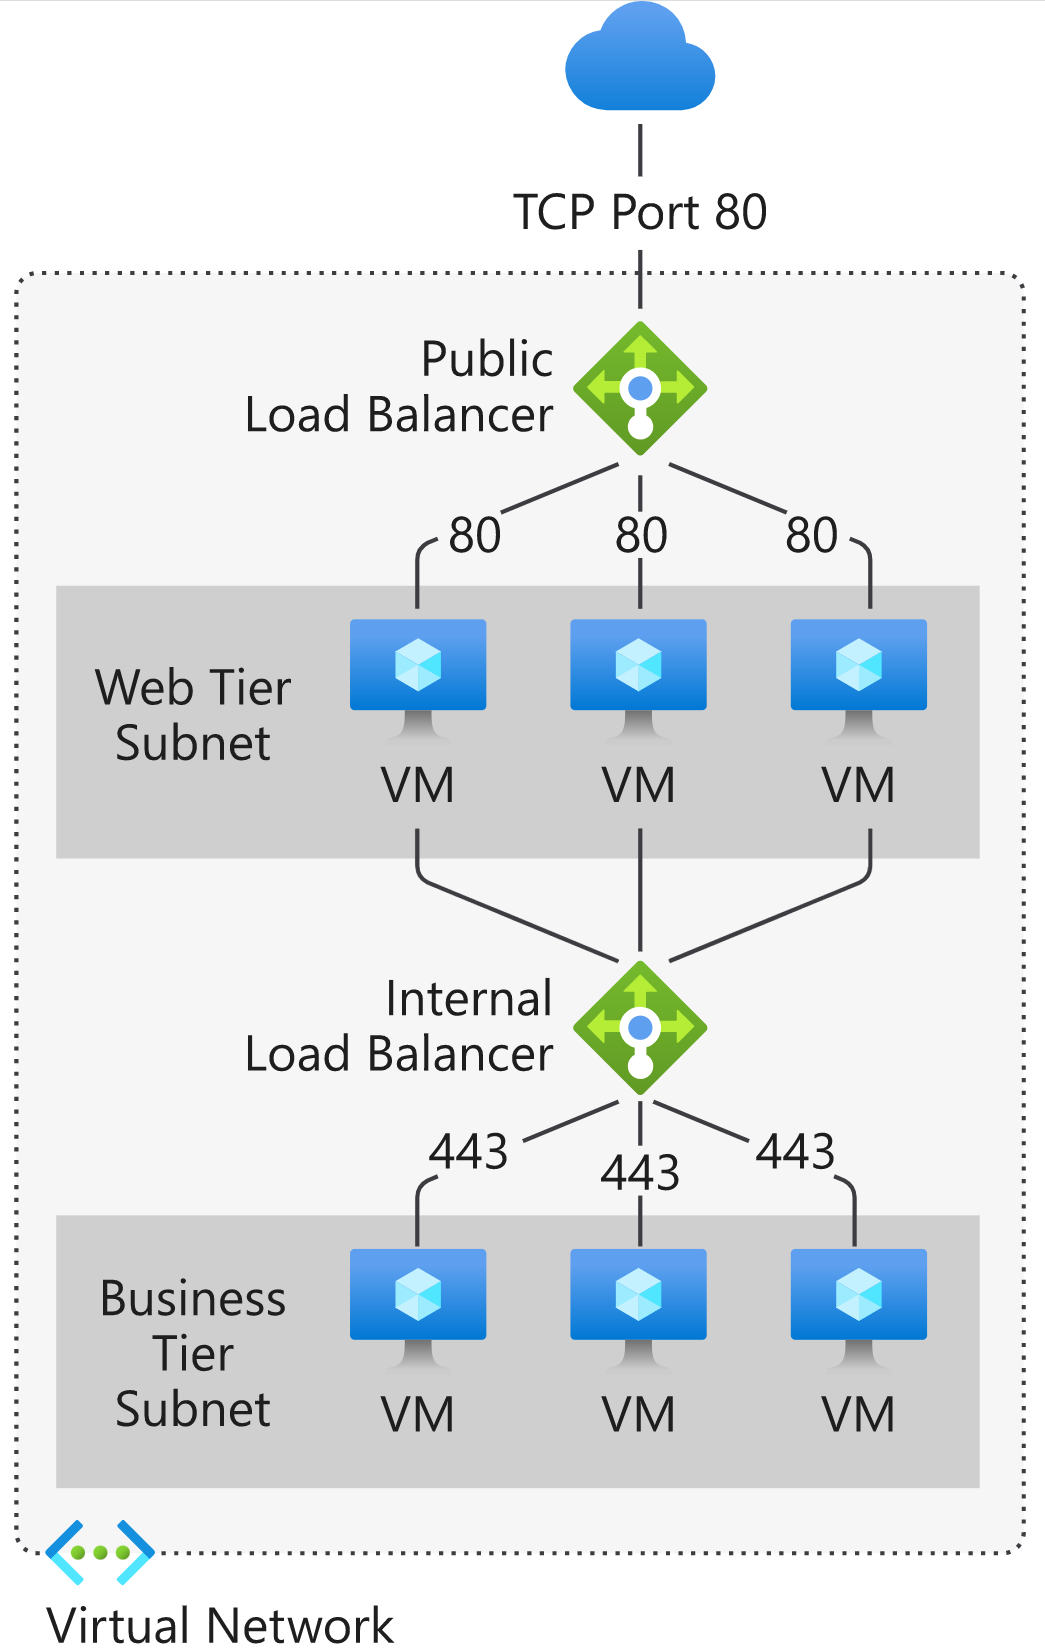 TCP Port 80
Public
Load Balancer
80 80 80
Web Tier
Subnet
VM VM VM
Internal
Load Balancer
443 443 443
Business
Tier
Subnet
VM VM VM
Virtual Network